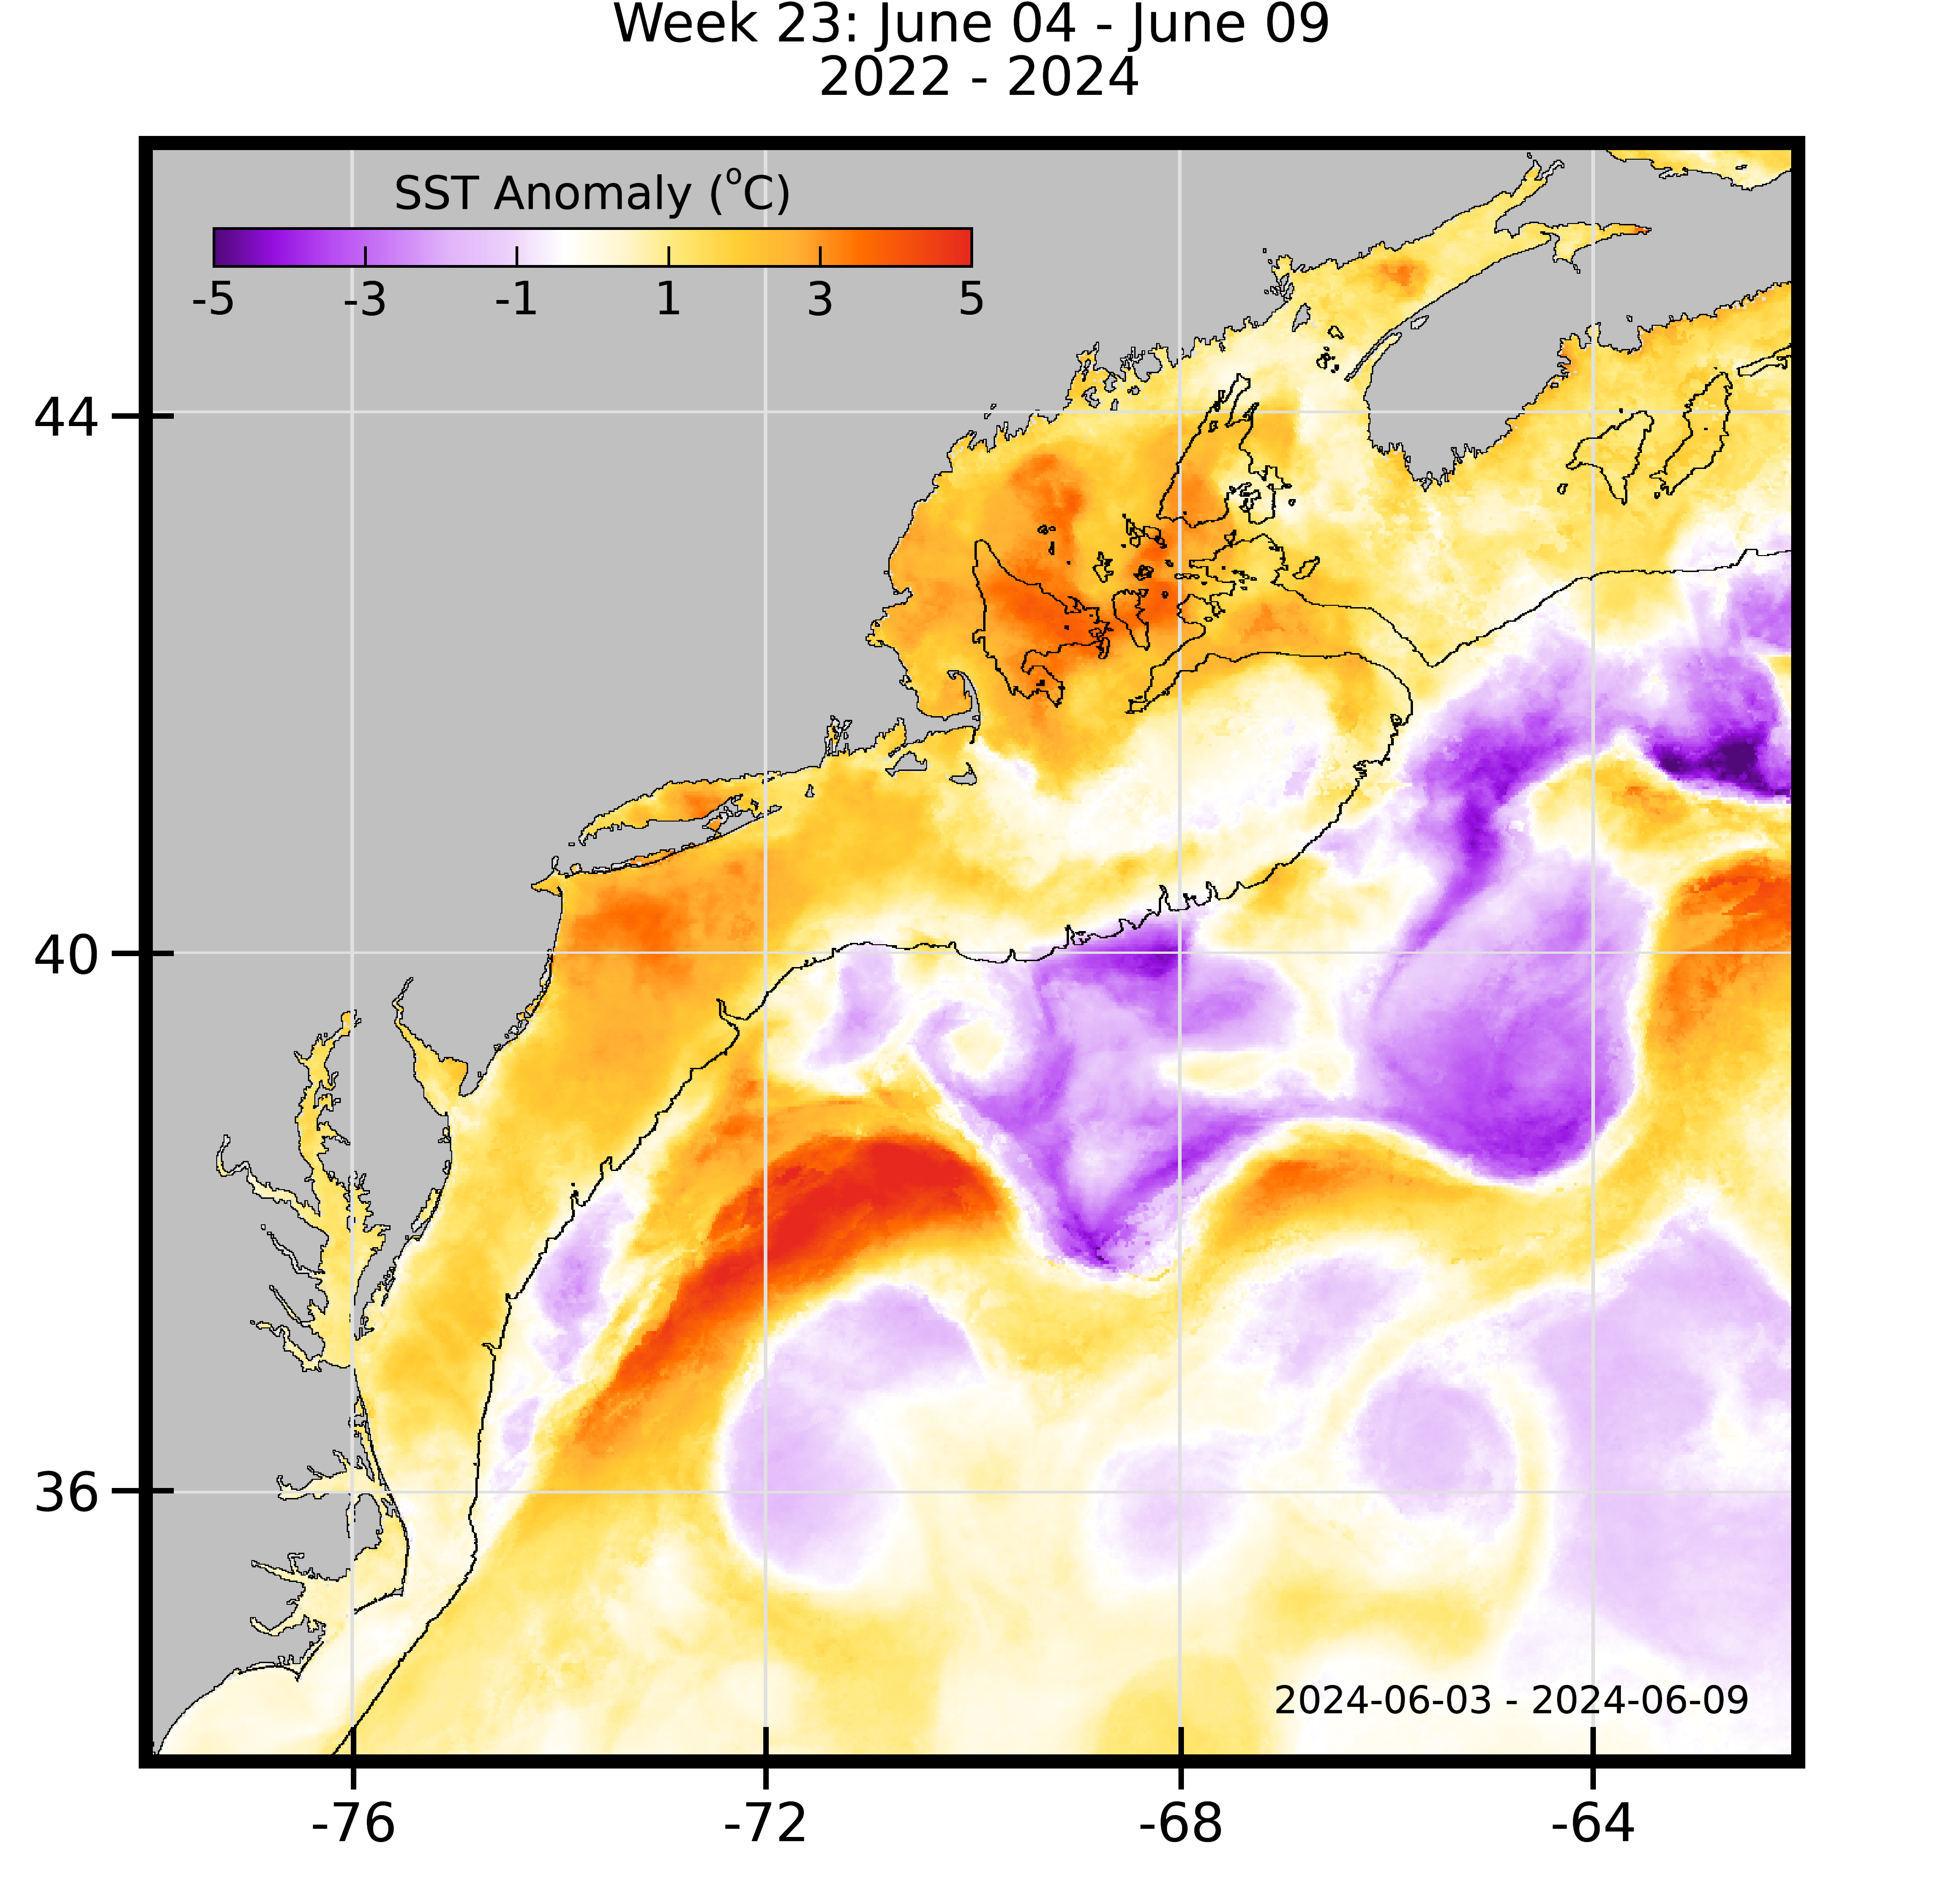 Week 23: June 04 - June 09
2022 - 2024
SST Anomaly (°C)
-5 -3 -1 1 3 5
44
40
36
2024-06-03 - 2024-06-09
-76 -72 -68 -64